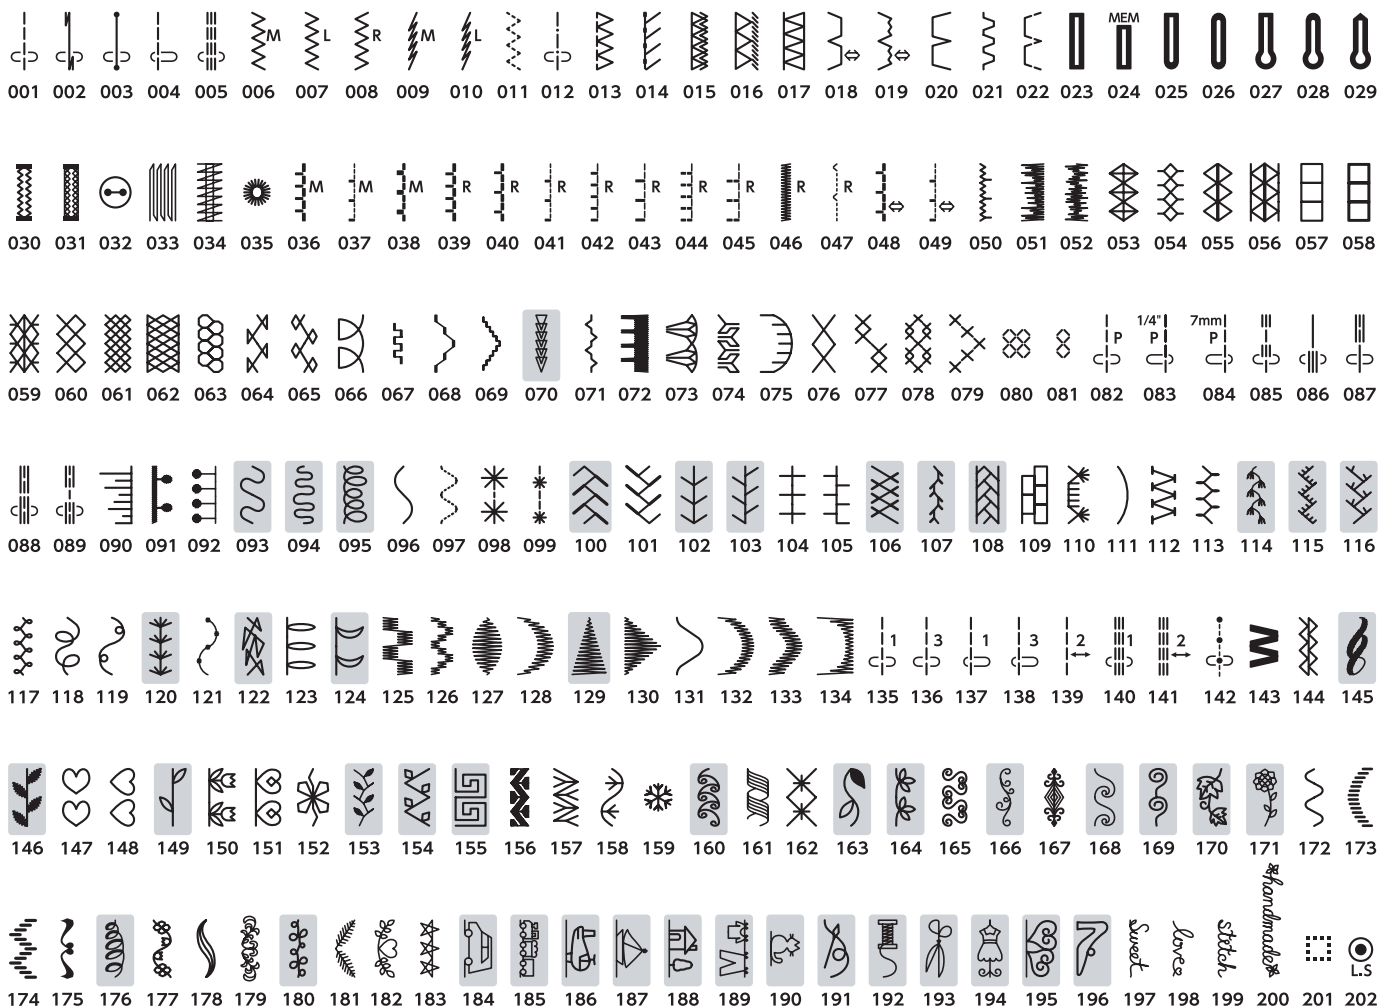 M L R M L MEM
001 002 003 004 005 006 007 008 009 010 011 012 013 014 015 016 017 018 019 020 021 022 023 024 025 026 027 028 029
M M M R R R R R R R R R
030 031 032 033 034 035 036 037 038 039 040 041 042 043 044 045 046 047 048 049 050 051 052 053 054 055 056 057 058
P 1/4" P 7mm P
059 060 061 062 063 064 065 066 067 068 069 070 071 072 073 074 075 076 077 078 079 080 081 082 083 084 085 086 087
088 089 090 091 092 093 094 095 096 097 098 099 100 101 102 103 104 105 106 107 108 109 110 111 112 113 114 115 116
1 3 1 3 2 1 2
117 118 119 120 121 122 123 124 125 126 127 128 129 130 131 132 133 134 135 136 137 138 139 140 141 142 143 144 145
146 147 148 149 150 151 152 153 154 155 156 157 158 159 160 161 162 163 164 165 166 167 168 169 170 171 172 173
Sweet love stitch handmade L.S
174 175 176 177 178 179 180 181 182 183 184 185 186 187 188 189 190 191 192 193 194 195 196 197 198 199 200 201 202